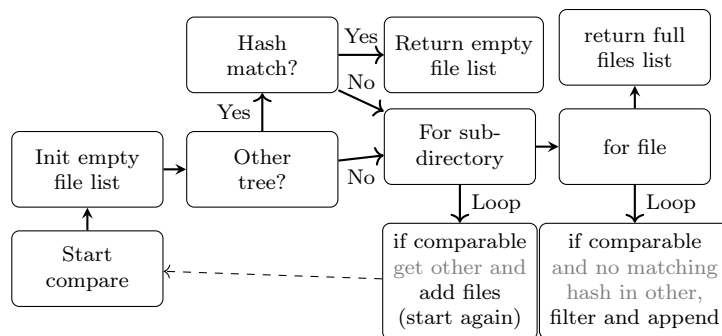 Hash
match?
Yes
Return empty
file list
return full
files list
No
Yes
Init empty
file list
Other
tree?
No
For sub-
directory
for file
Loop
Loop
Start
compare
if comparable
get other and
add files
(start again)
if comparable
and no matching
hash in other,
filter and append